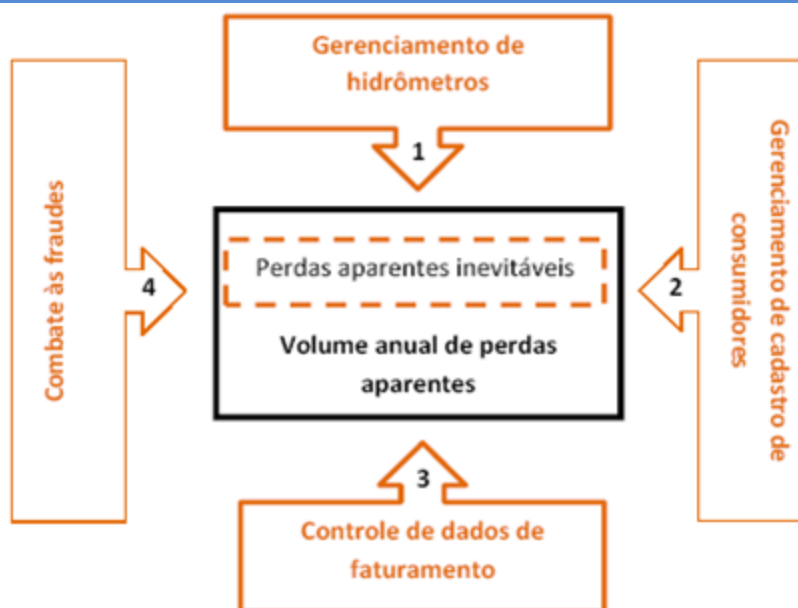 Gerenciamento de
hidrômetros
1
Combate às fraudes
4
Perdas aparentes inevitáveis
Volume anual de perdas
aparentes
2
Gerenciamento de cadastro de
consumidores
3
Controle de dados de
faturamento